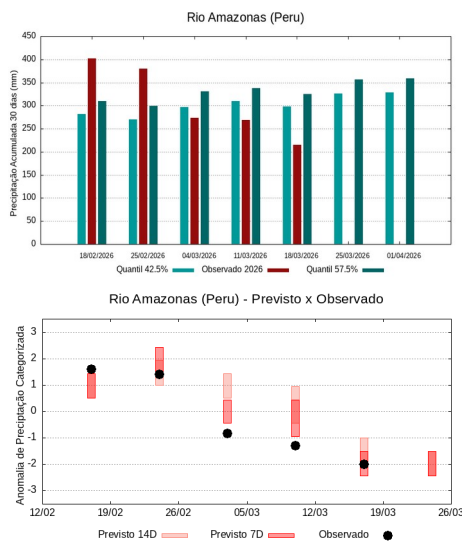 Rio Amazonas (Peru)
Precipitação Acumulada 30 dias (mm)
450
400
350
300
250
200
150
100
50
0
18/02/2026 25/02/2026 04/03/2026 11/03/2026 18/03/2026 25/03/2026 01/04/2026
Quantil 42.5% Observado 2026 Quantil 57.5%
Rio Amazonas (Peru) - Previsto x Observado
Anomalia de Precipitação Categorizada
3
2
1
0
-1
-2
-3
12/02 19/02 26/02 05/03 12/03 19/03 26/03
Previsto 14D Previsto 7D Observado